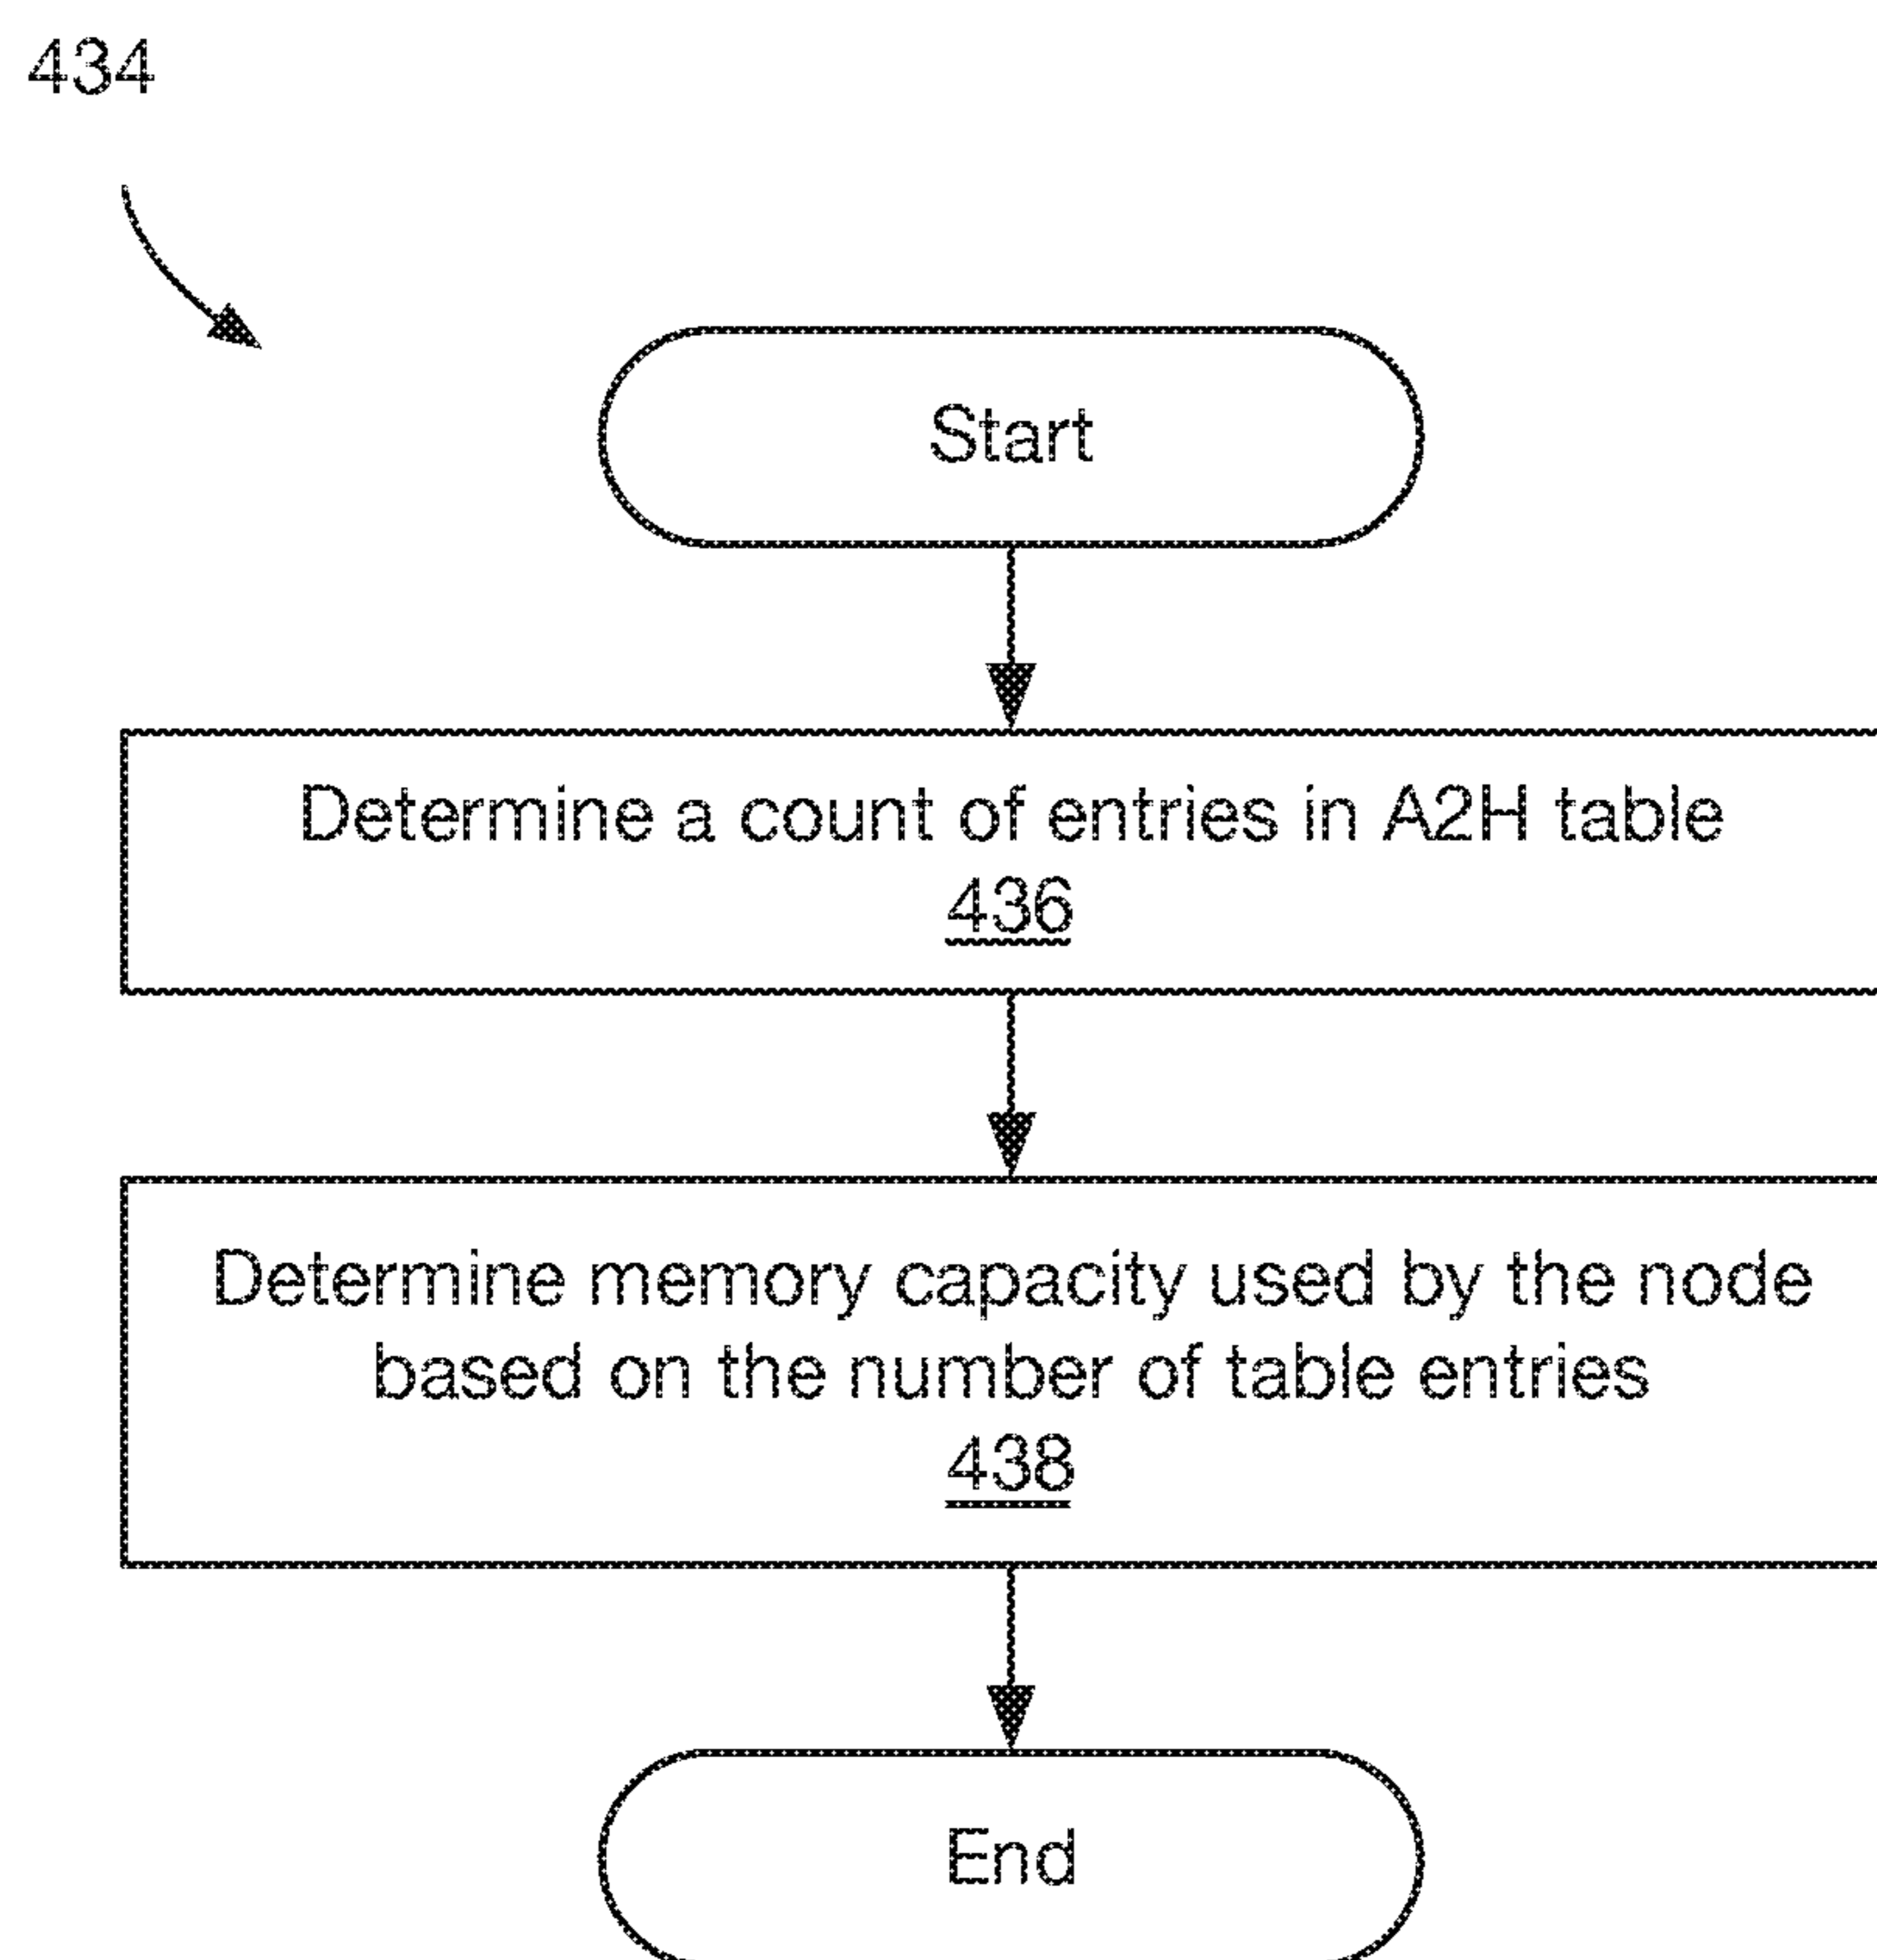 434
Start
Determine a count of entries in A2H table
436
Determine memory capacity used by the node
based on the number of table entries
438
End